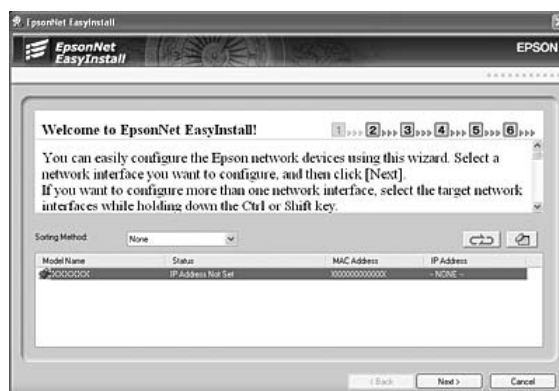 EpsonNet EasyInstall
EpsonNet
EasyInstall
EPSON
Welcome to EpsonNet EasyInstall!
1 2 3 4 5 6
You can easily configure the Epson network devices using this wizard. Select a
network interface you want to configure, and then click [Next].
If you want to configure more than one network interface, select the target network
interfaces while holding down the Ctrl or Shift key.
Sorting Method: None
Model Name Status MAC Address IP Address
XXXXXXX IP Address Not Set XXXXXXXXXXXX -- NONE --
< Back Next > Cancel